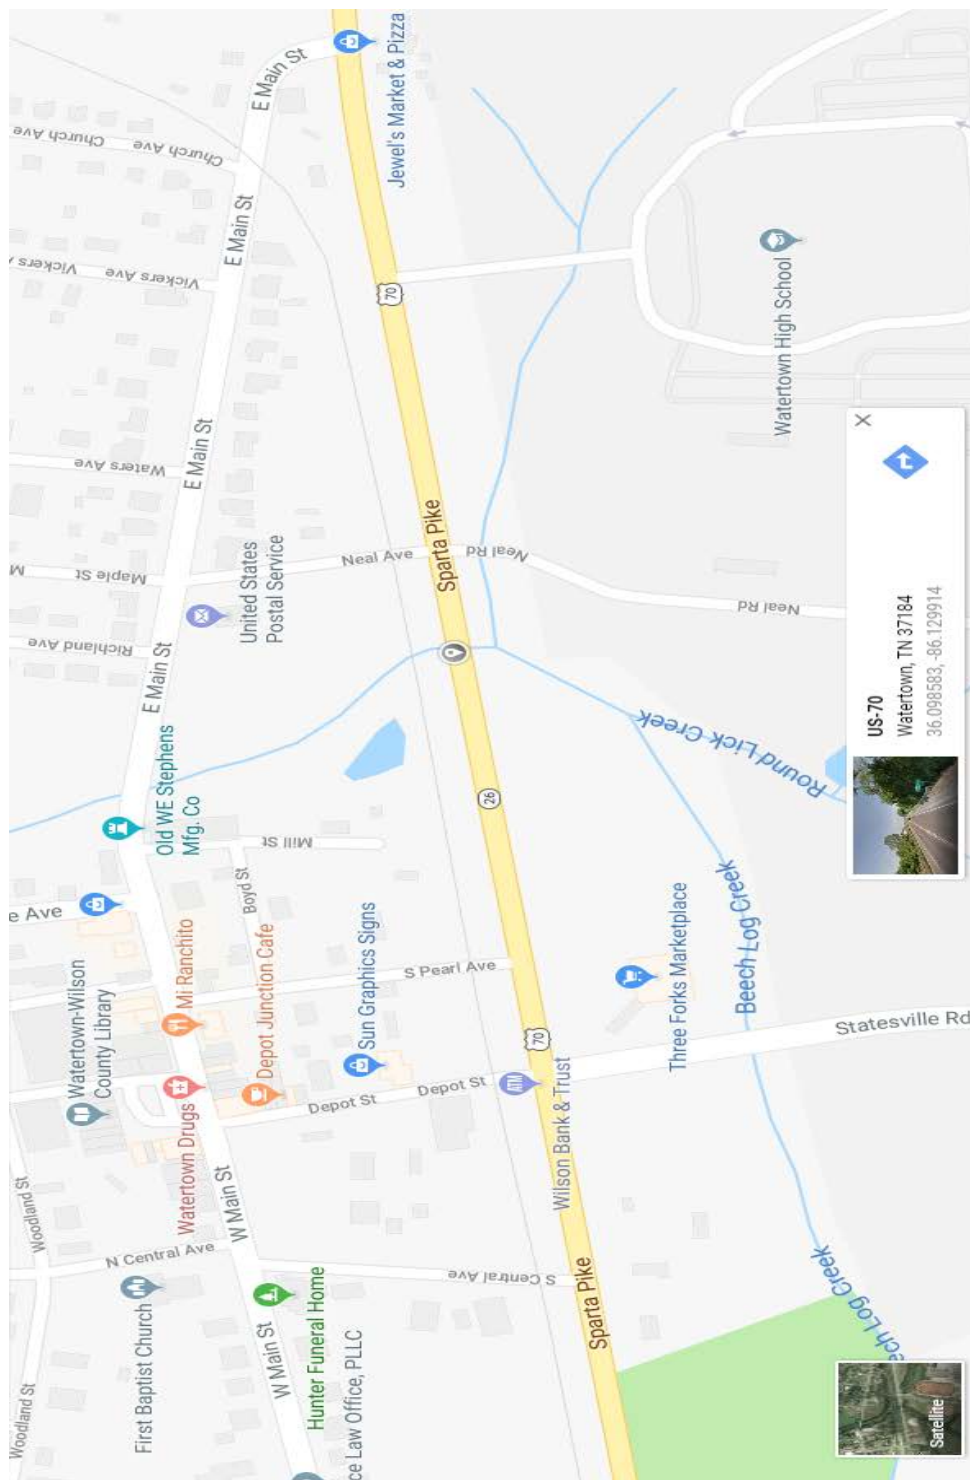 Woodland St
Woodland St
First Baptist Church
N Central Ave
W Main St
Hunter Funeral Home
ce Law Office, PLLC
W Main St
Watertown Drugs
Watertown-Wilson
County Library
Mi Ranchito
Depot Junction Cafe
Depot St
Depot St
Sun Graphics Signs
S Pearl Ave
Boyd St
Mill St
e Ave
Old WE Stephens
Mfg. Co
E Main St
Richland Ave
Maple St
M
United States
Postal Service
Neal Ave
Waters Ave
E Main St
Vickers Ave
Vickers A
E Main St
Church Ave
Church Ave
E Main St
Jewel's Market & Pizza
S Central Ave
Sparta Pike
Wilson Bank & Trust
ATM
70
26
Sparta Pike
70
Neal Rd
Neal Rd
Three Forks Marketplace
Statesville Rd
Beech Log Creek
eech Log Creek
Round Lick Creek
Watertown High School
Satellite
US-70
Watertown, TN 37184
36.098583, -86.129914